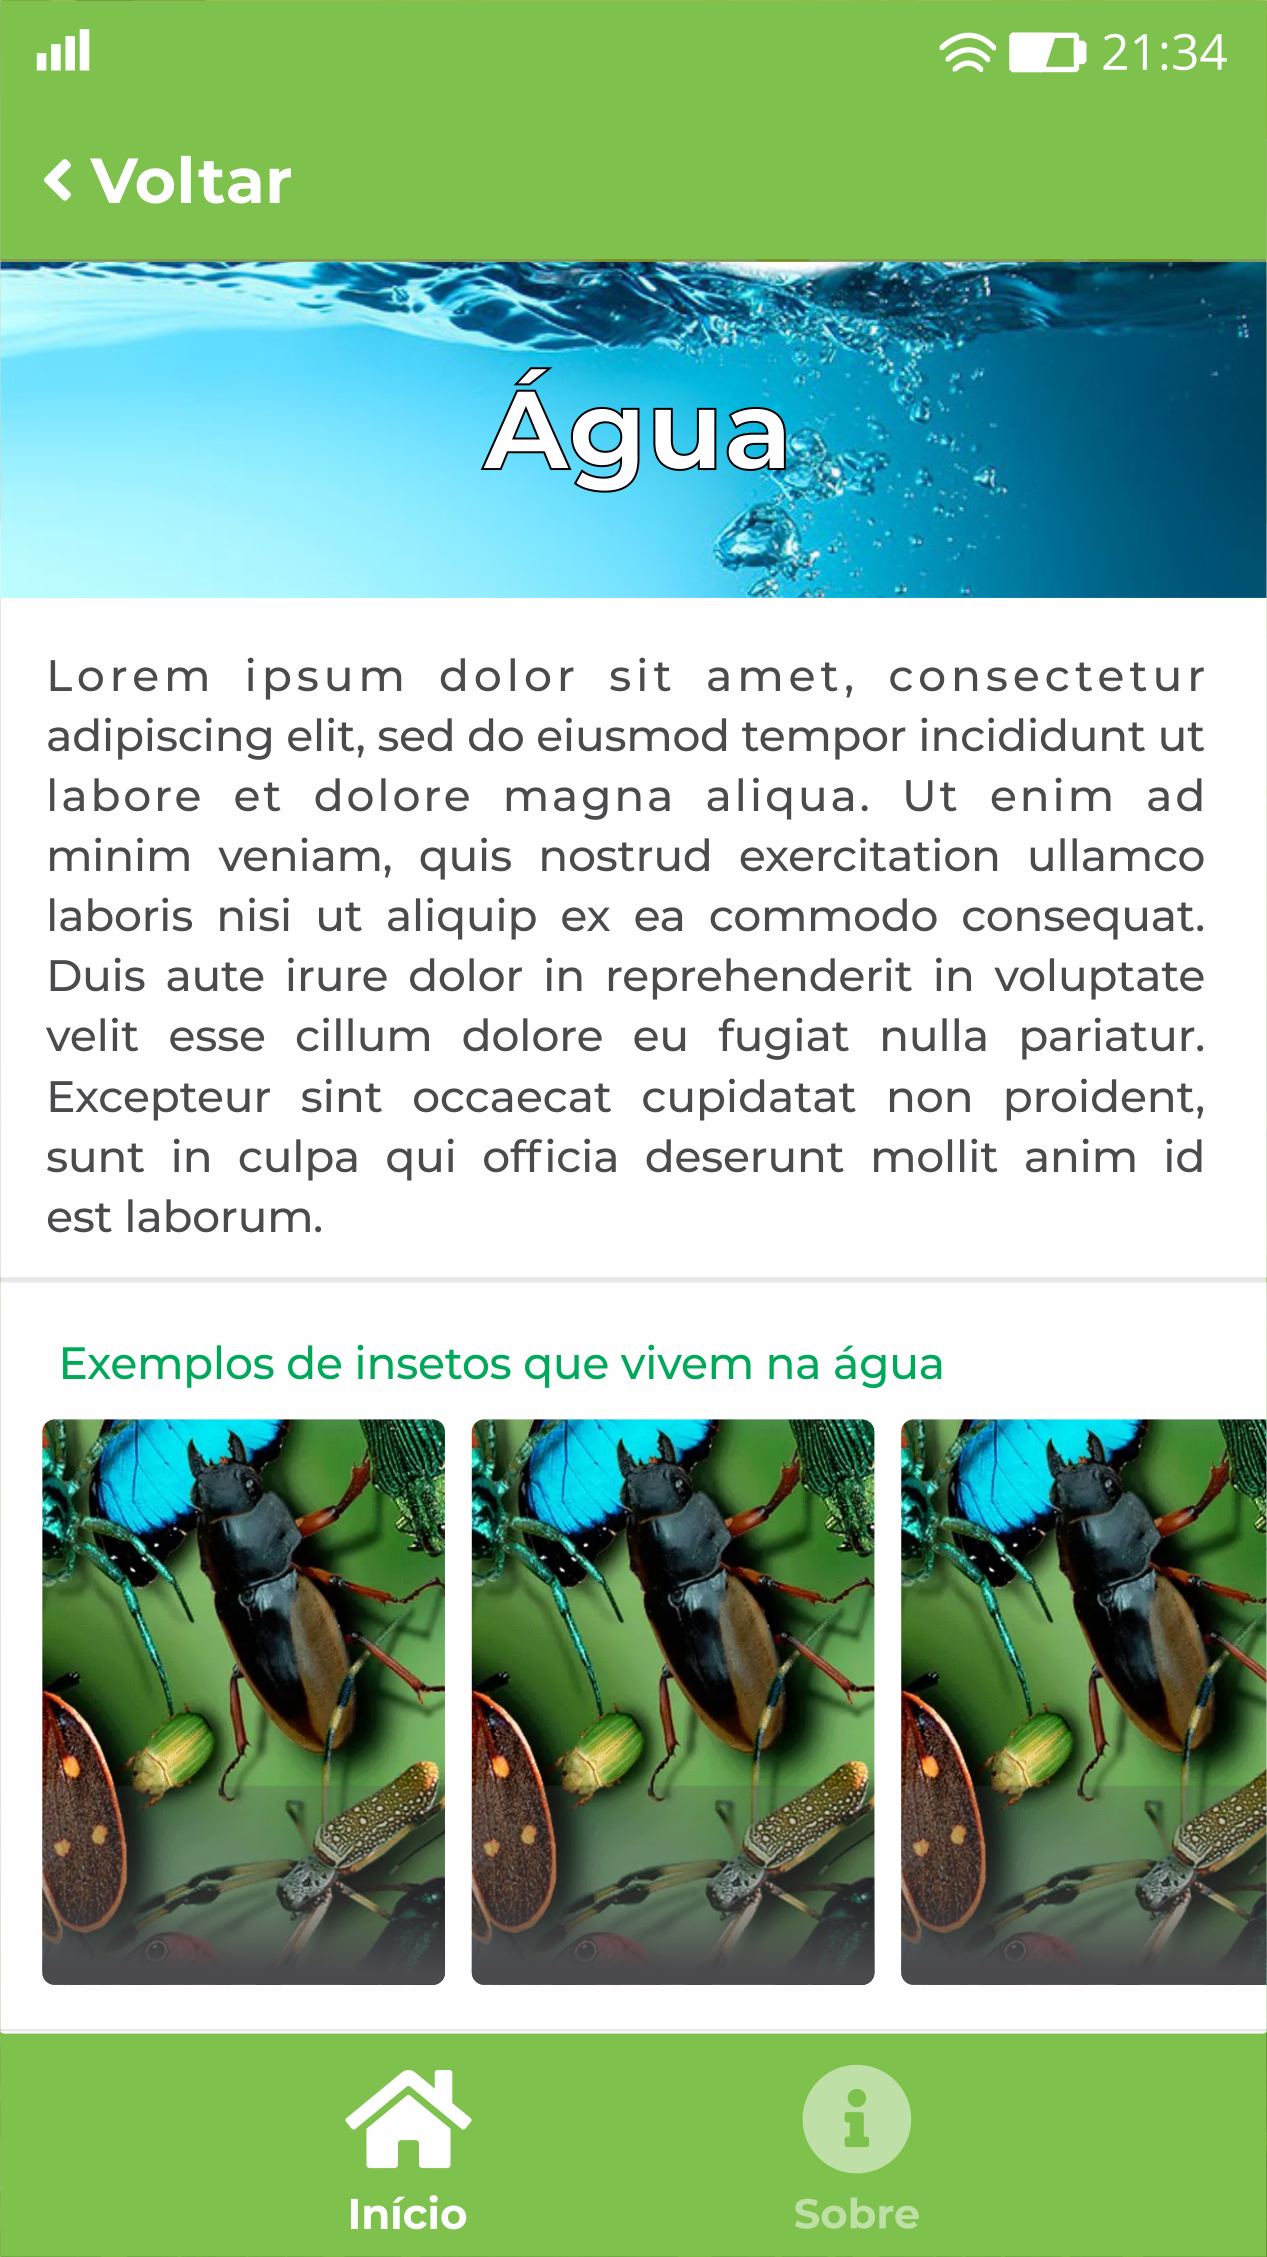 21:34
Voltar
Água
Lorem ipsum dolor sit amet, consectetur
adipiscing elit, sed do eiusmod tempor incididunt ut
labore et dolore magna aliqua. Ut enim ad
minim veniam, quis nostrud exercitation ullamco
laboris nisi ut aliquip ex ea commodo consequat.
Duis aute irure dolor in reprehenderit in voluptate
velit esse cillum dolore eu fugiat nulla pariatur.
Excepteur sint occaecat cupidatat non proident,
sunt in culpa qui officia deserunt mollit anim id
est laborum.
Exemplos de insetos que vivem na água
Início
Sobre